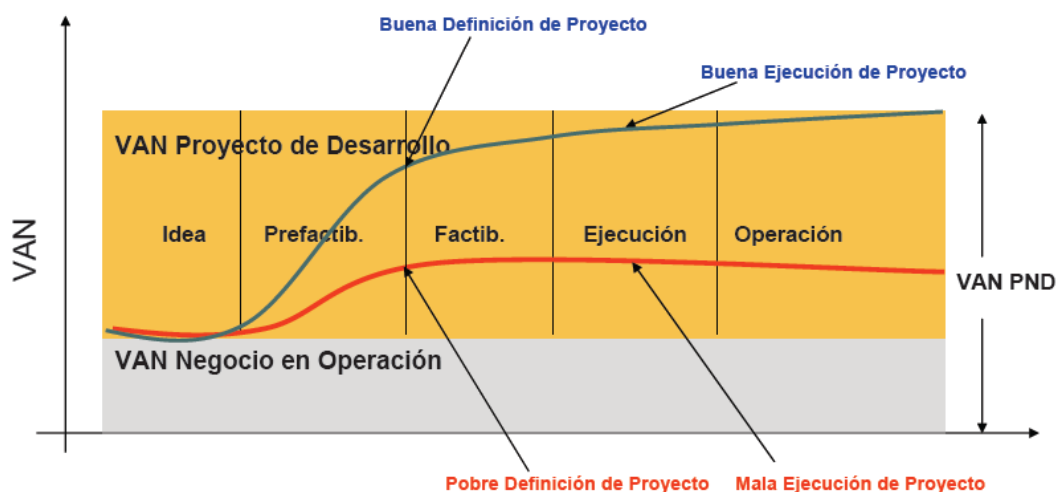 Buena Definición de Proyecto
Buena Ejecución de Proyecto
VAN Proyecto de Desarrollo
VAN
Idea
Prefactib.
Factib.
Ejecución
Operación
VAN PND
VAN Negocio en Operación
Pobre Definición de Proyecto
Mala Ejecución de Proyecto